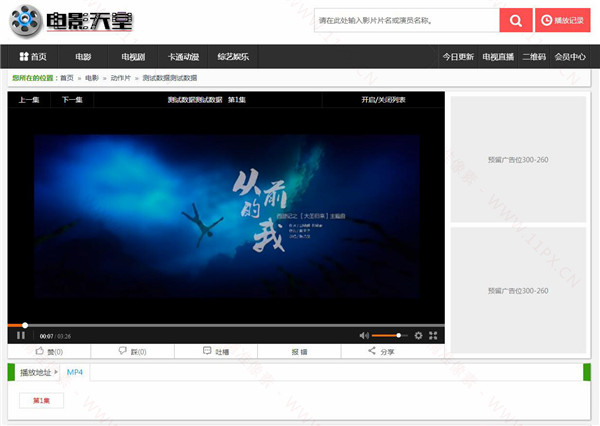 电影天堂
请在此处输入影片片名或演员名称。
播放记录
首页 电影 电视剧 卡通动漫 综艺娱乐 今日更新 电视直播 二维码 会员中心
您所在的位置：首页 » 电影 » 动作片 » 测试数据测试数据
上一集 下一集 测试数据测试数据 第1集 开启/关闭列表
从前的我
预留广告位300-260
预留广告位300-260
00:07 / 03:26
赞(0) 踩(0) 吐槽 报错 分享
播放地址 MP4
第1集
WWW.11PX.CN